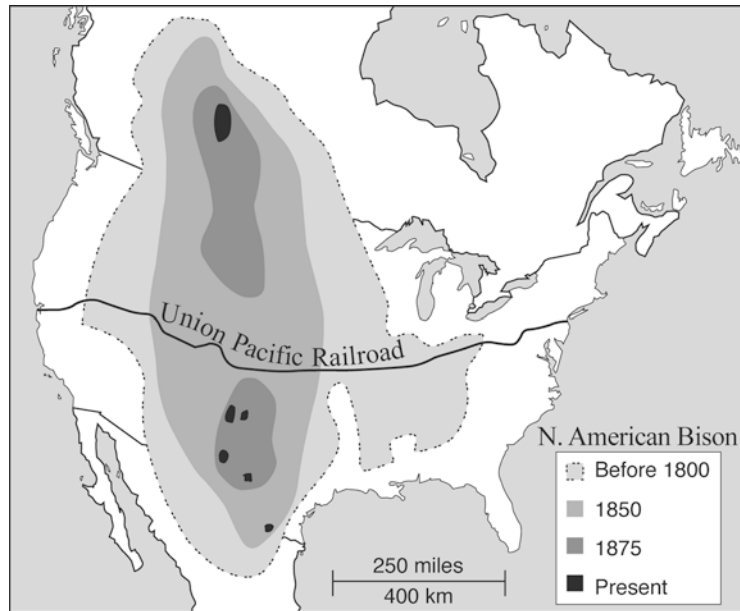 Union Pacific Railroad
N. American Bison
Before 1800
1850
1875
Present
250 miles
400 km